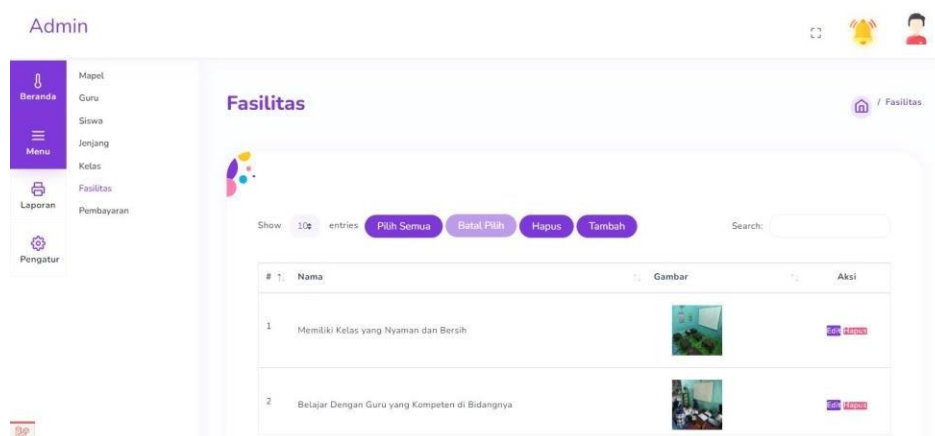 Admin
Beranda
Menu
Laporan
Pengatur
Mapel
Guru
Siswa
Jenjang
Kelas
Fasilitas
Pembayaran
Fasilitas
/ Fasilitas
Show 10 entries Pilih Semua Batal Pilih Hapus Tambah Search:
# Nama Gambar Aksi
1 Memiliki Kelas yang Nyaman dan Bersih Edit Hapus
2 Belajar Dengan Guru yang Kompeten di Bidangnya Edit Hapus